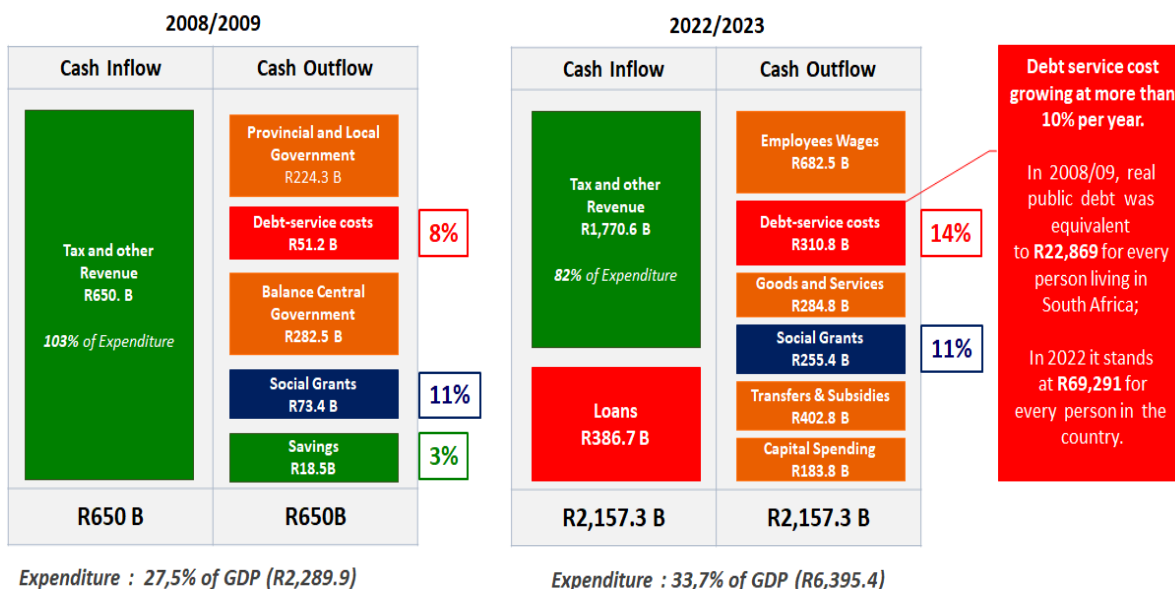 2008/2009
Cash Inflow
Cash Outflow
Tax and other
Revenue
R650. B
103% of Expenditure
Provincial and Local
Government
R224.3 B
Debt-service costs
R51.2 B
8%
Balance Central
Government
R282.5 B
Social Grants
R73.4 B
11%
Savings
R18.5B
3%
R650 B
R650B
Expenditure : 27,5% of GDP (R2,289.9)
2022/2023
Cash Inflow
Cash Outflow
Tax and other
Revenue
R1,770.6 B
82% of Expenditure
Loans
R386.7 B
Employees Wages
R682.5 B
Debt-service costs
R310.8 B
14%
Goods and Services
R284.8 B
Social Grants
R255.4 B
11%
Transfers & Subsidies
R402.8 B
Capital Spending
R183.8 B
R2,157.3 B
R2,157.3 B
Expenditure : 33,7% of GDP (R6,395.4)
Debt service cost
growing at more than
10% per year.
In 2008/09, real
public debt was
equivalent
to R22,869 for every
person living in
South Africa;
In 2022 it stands
at R69,291 for
every person in the
country.